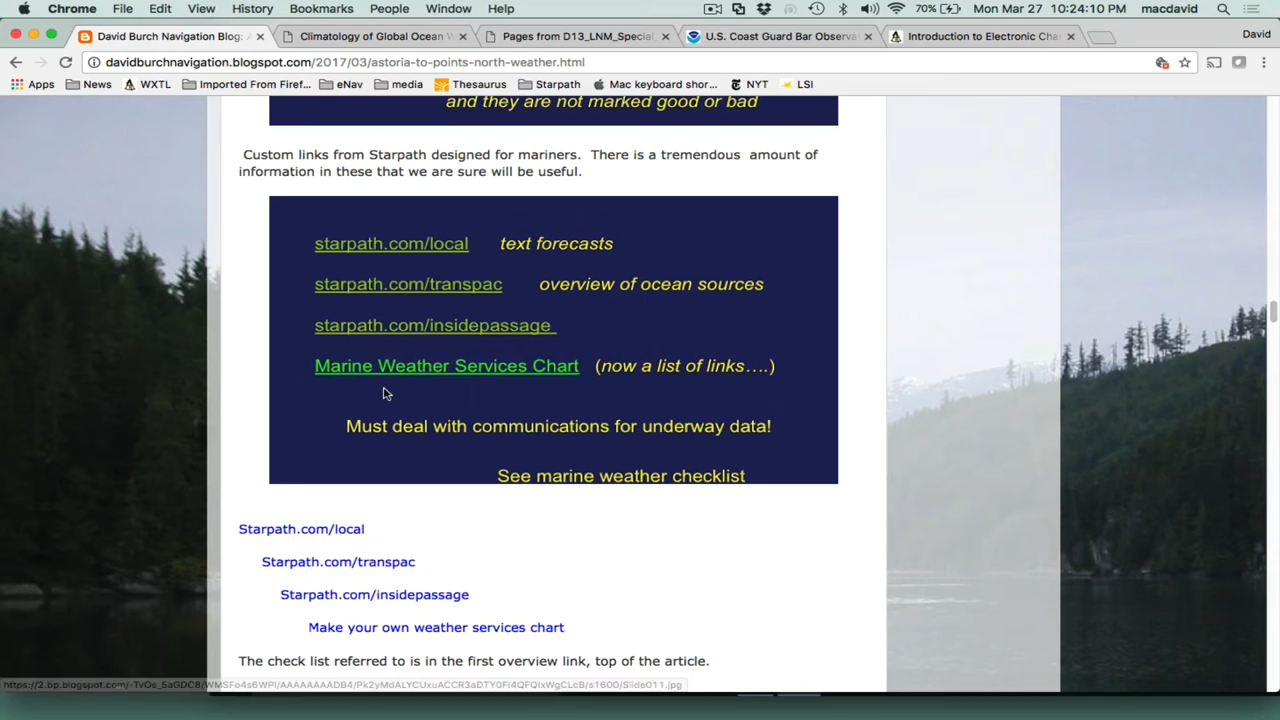 Chrome File Edit View History Bookmarks People Window Help 70% Mon Mar 27 10:24:10 PM macdavid
David Burch Navigation Blog: A Climatology of Global Ocean W Pages from D13_LNM_Special U.S. Coast Guard Bar Observa Introduction to Electronic Cha David
davidburchnavigation.blogspot.com/2017/03/astoria-to-points-north-weather.html
Apps News WXTL Imported From Firef... eNav media Thesaurus Starpath Mac keyboard shor... NYT LSI
and they are not marked good or bad
Custom links from Starpath designed for mariners. There is a tremendous amount of
information in these that we are sure will be useful.
starpath.com/local text forecasts
starpath.com/transpac overview of ocean sources
starpath.com/insidepassage
Marine Weather Services Chart (now a list of links....)
Must deal with communications for underway data!
See marine weather checklist
Starpath.com/local
Starpath.com/transpac
Starpath.com/insidepassage
Make your own weather services chart
The check list referred to is in the first overview link, top of the article.